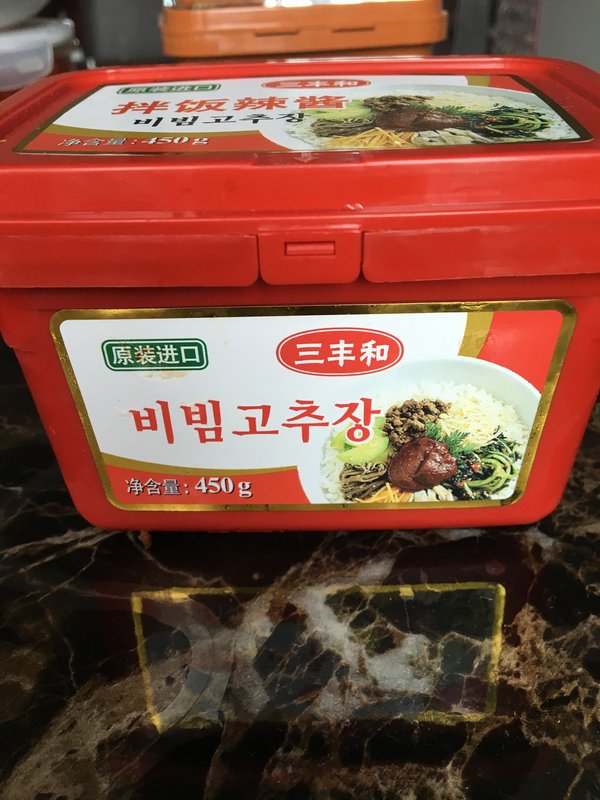 原装进口
三丰和
拌饭辣酱
비빔고추장
净含量:450g
原装进口
三丰和
비빔고추장
净含量:450g